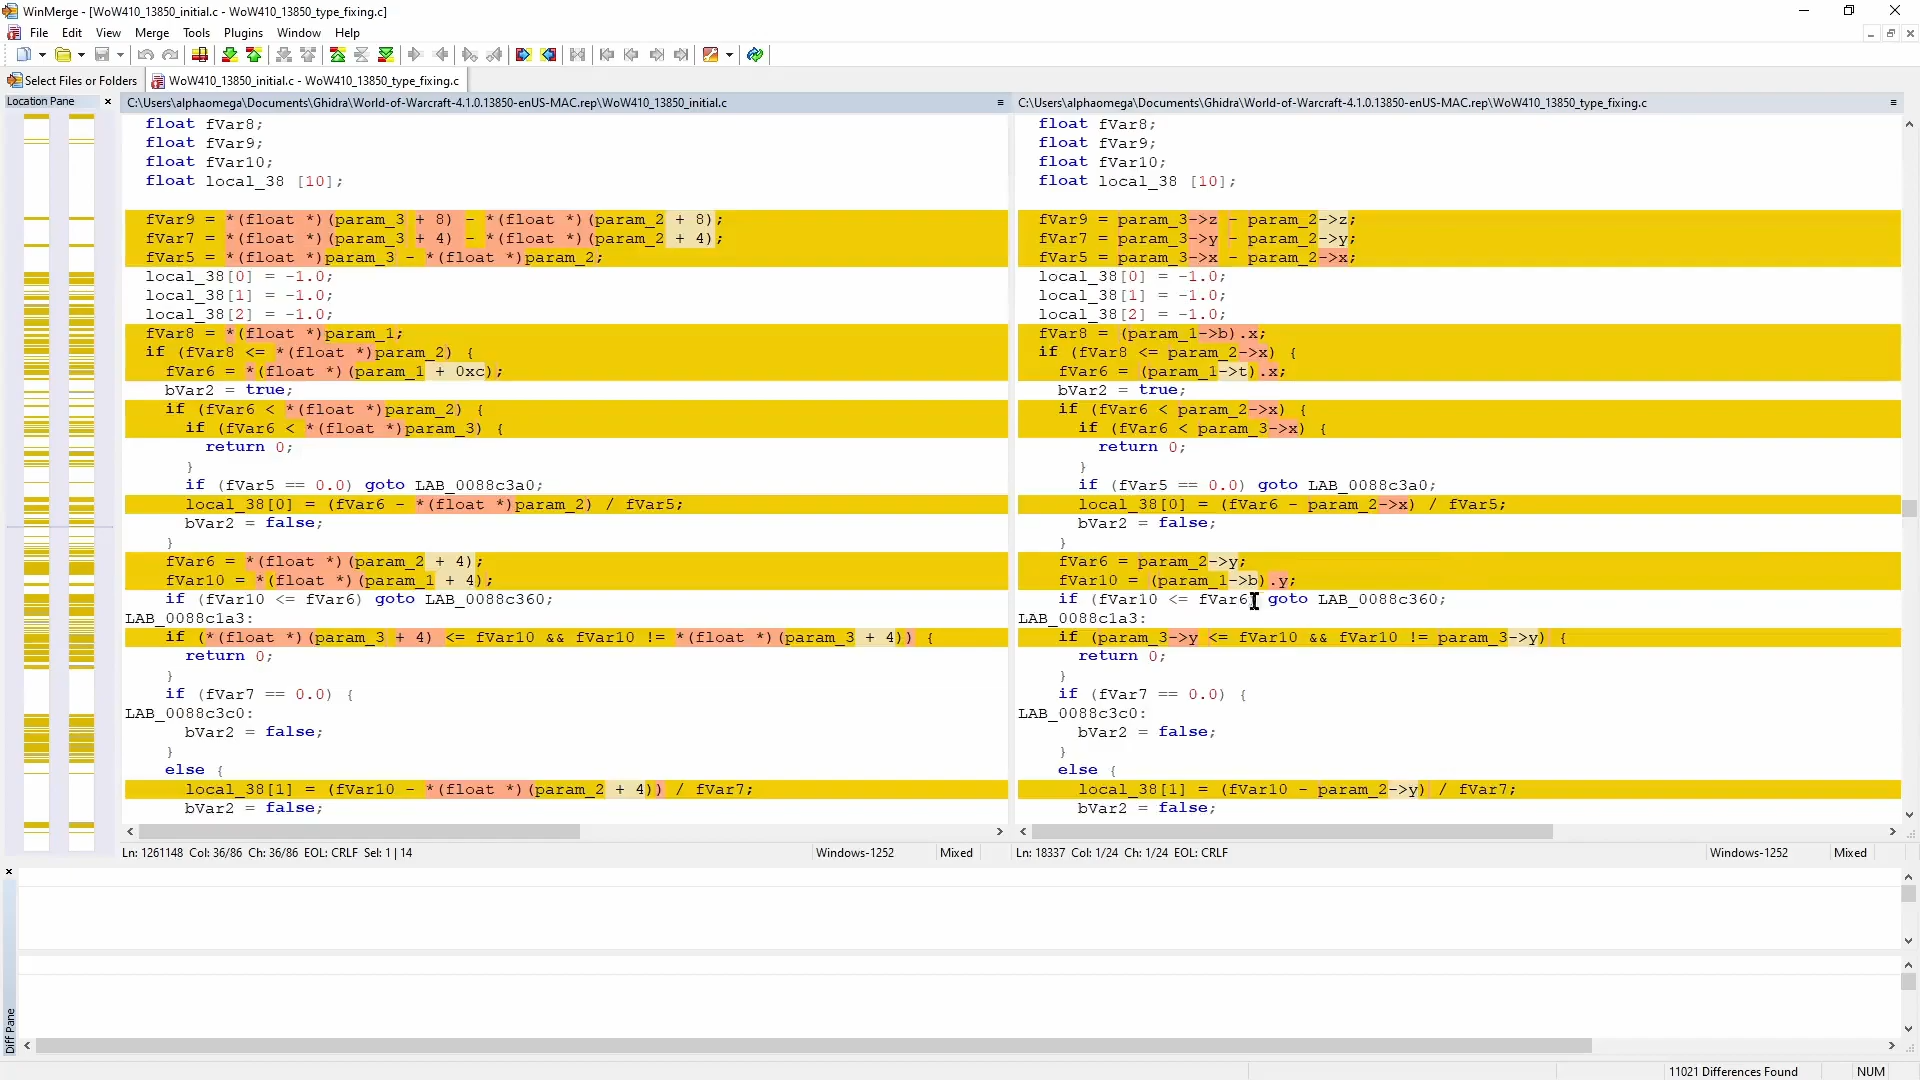 WinMerge - [WoW410_13850_initial.c - WoW410_13850_type_fixing.c]
File Edit View Merge Tools Plugins Window Help
Select Files or Folders WoW410_13850_initial.c - WoW410_13850_type_fixing.c
Location Pane
C:\Users\alphaomega\Documents\Ghidra\World-of-Warcraft-4.1.0.13850-enUS-MAC.rep\WoW410_13850_initial.c
float fVar8;
float fVar9;
float fVar10;
float local_38 [10];
fVar9 = *(float *)(param_3 + 8) - *(float *)(param_2 + 8);
fVar7 = *(float *)(param_3 + 4) - *(float *)(param_2 + 4);
fVar5 = *(float *)param_3 - *(float *)param_2;
local_38[0] = -1.0;
local_38[1] = -1.0;
local_38[2] = -1.0;
fVar8 = *(float *)param_1;
if (fVar8 <= *(float *)param_2) {
fVar6 = *(float *)(param_1 + 0xc);
bVar2 = true;
if (fVar6 < *(float *)param_2) {
if (fVar6 < *(float *)param_3) {
return 0;
}
if (fVar5 == 0.0) goto LAB_0088c3a0;
local_38[0] = (fVar6 - *(float *)param_2) / fVar5;
bVar2 = false;
}
fVar6 = *(float *)(param_2 + 4);
fVar10 = *(float *)(param_1 + 4);
if (fVar10 <= fVar6) goto LAB_0088c360;
LAB_0088c1a3:
if (*(float *)(param_3 + 4) <= fVar10 && fVar10 != *(float *)(param_3 + 4)) {
return 0;
}
if (fVar7 == 0.0) {
LAB_0088c3c0:
bVar2 = false;
}
else {
local_38[1] = (fVar10 - *(float *)(param_2 + 4)) / fVar7;
bVar2 = false;
Ln: 1261148 Col: 36/86 Ch: 36/86 EOL: CRLF Sel: 1 | 14
Windows-1252
Mixed
C:\Users\alphaomega\Documents\Ghidra\World-of-Warcraft-4.1.0.13850-enUS-MAC.rep\WoW410_13850_type_fixing.c
float fVar8;
float fVar9;
float fVar10;
float local_38 [10];
fVar9 = param_3->z - param_2->z;
fVar7 = param_3->y - param_2->y;
fVar5 = param_3->x - param_2->x;
local_38[0] = -1.0;
local_38[1] = -1.0;
local_38[2] = -1.0;
fVar8 = (param_1->b).x;
if (fVar8 <= param_2->x) {
fVar6 = (param_1->t).x;
bVar2 = true;
if (fVar6 < param_2->x) {
if (fVar6 < param_3->x) {
return 0;
}
if (fVar5 == 0.0) goto LAB_0088c3a0;
local_38[0] = (fVar6 - param_2->x) / fVar5;
bVar2 = false;
}
fVar6 = param_2->y;
fVar10 = (param_1->b).y;
if (fVar10 <= fVar6) goto LAB_0088c360;
LAB_0088c1a3:
if (param_3->y <= fVar10 && fVar10 != param_3->y) {
return 0;
}
if (fVar7 == 0.0) {
LAB_0088c3c0:
bVar2 = false;
}
else {
local_38[1] = (fVar10 - param_2->y) / fVar7;
bVar2 = false;
Ln: 18337 Col: 1/24 Ch: 1/24 EOL: CRLF
Windows-1252
Mixed
Diff Pane
11021 Differences Found
NUM